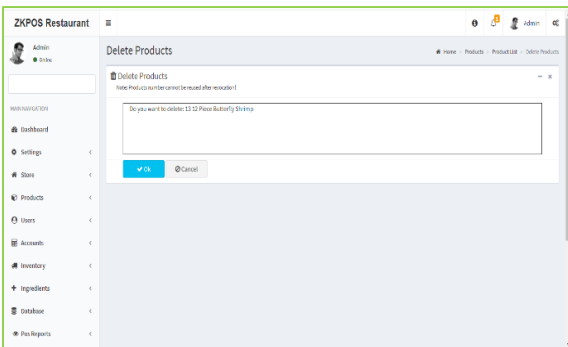 ZKPOS Restaurant
Admin
Admin
Online
Delete Products
Home
Products
Product List
Delete Products
Delete Products
Note: Products number cannot be reused after revocation!
Do you want to delete: 13 12 Piece Butterfly Shrimp
Ok
Cancel
MAIN NAVIGATION
Dashboard
Settings
Store
Products
Users
Accounts
Inventory
Ingredients
Database
Pos Reports